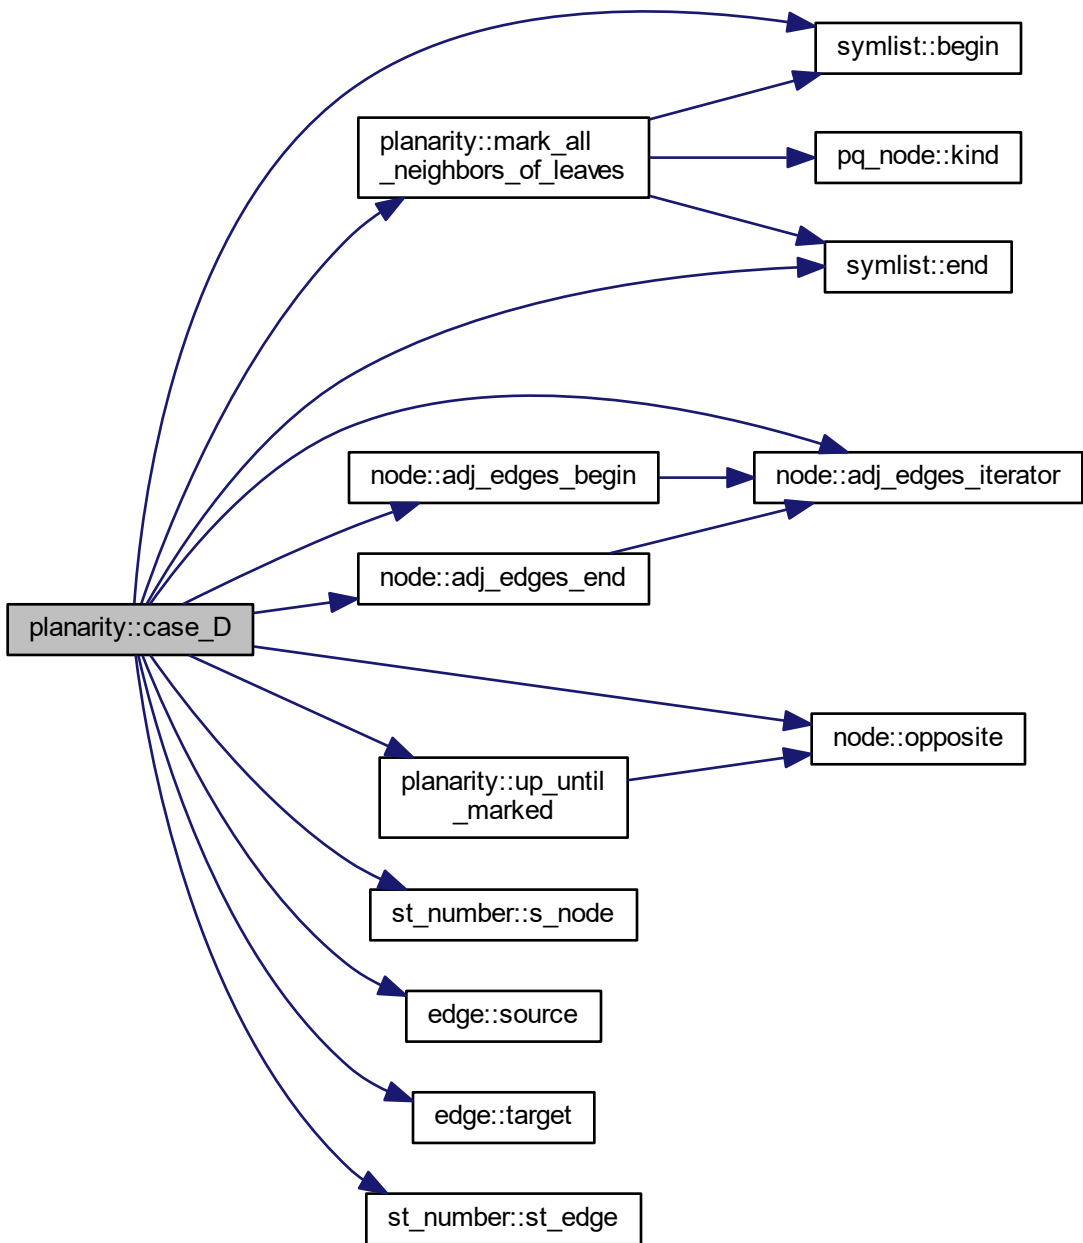 symlist::begin
planarity::mark_all
_neighbors_of_leaves
pq_node::kind
symlist::end
node::adj_edges_begin
node::adj_edges_iterator
node::adj_edges_end
planarity::case_D
node::opposite
planarity::up_until
_marked
st_number::s_node
edge::source
edge::target
st_number::st_edge